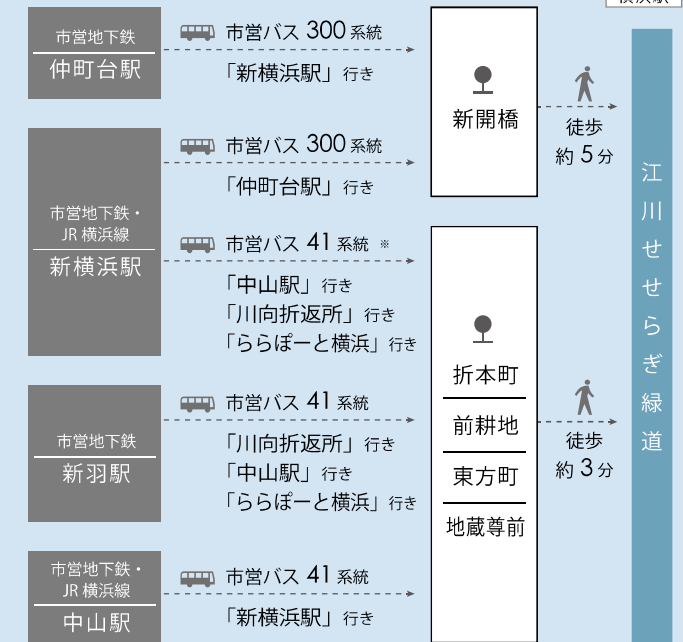 横浜駅
市営地下鉄
仲町台駅
市営バス 300 系統
「新横浜駅」行き
新開橋
徒歩
約 5 分
市営地下鉄・
JR 横浜線
新横浜駅
市営バス 300 系統
「仲町台駅」行き
市営バス 41 系統 ※
「中山駅」行き
「川向折返所」行き
「ららぽーと横浜」行き
市営地下鉄
新羽駅
市営バス 41 系統
「川向折返所」行き
「中山駅」行き
「ららぽーと横浜」行き
市営地下鉄・
JR 横浜線
中山駅
市営バス 41 系統
「新横浜駅」行き
折本町
前耕地
東方町
地蔵尊前
徒歩
約 3 分
江川せせらぎ緑道